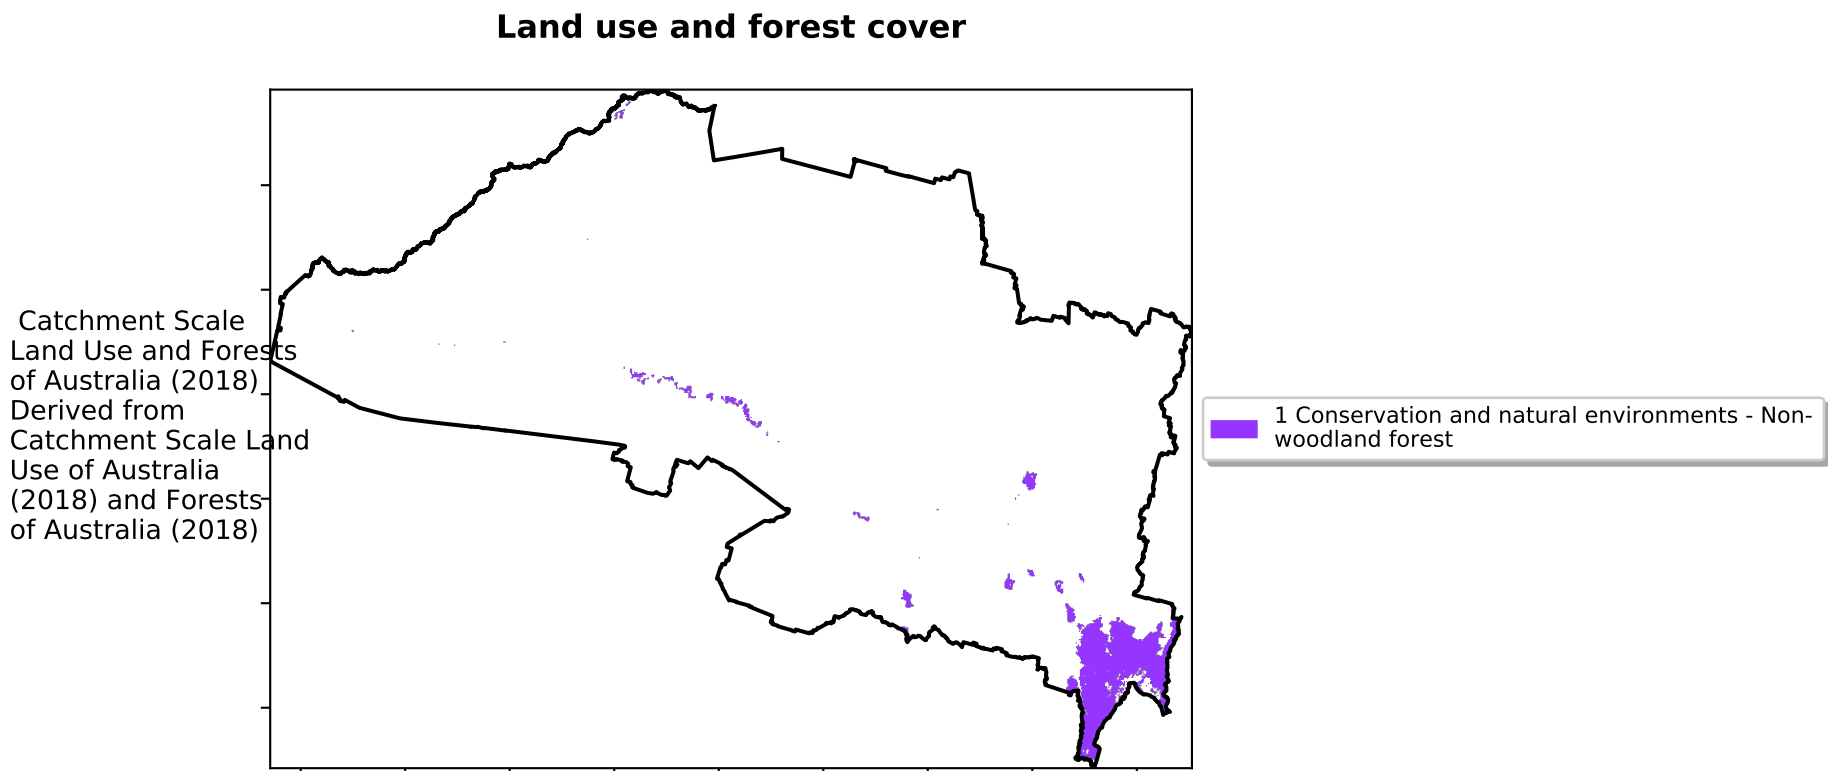 Land use and forest cover
Catchment Scale
Land Use and Forests
of Australia (2018)
Derived from
Catchment Scale Land
Use of Australia
(2018) and Forests
of Australia (2018)
1 Conservation and natural environments - Non-
woodland forest